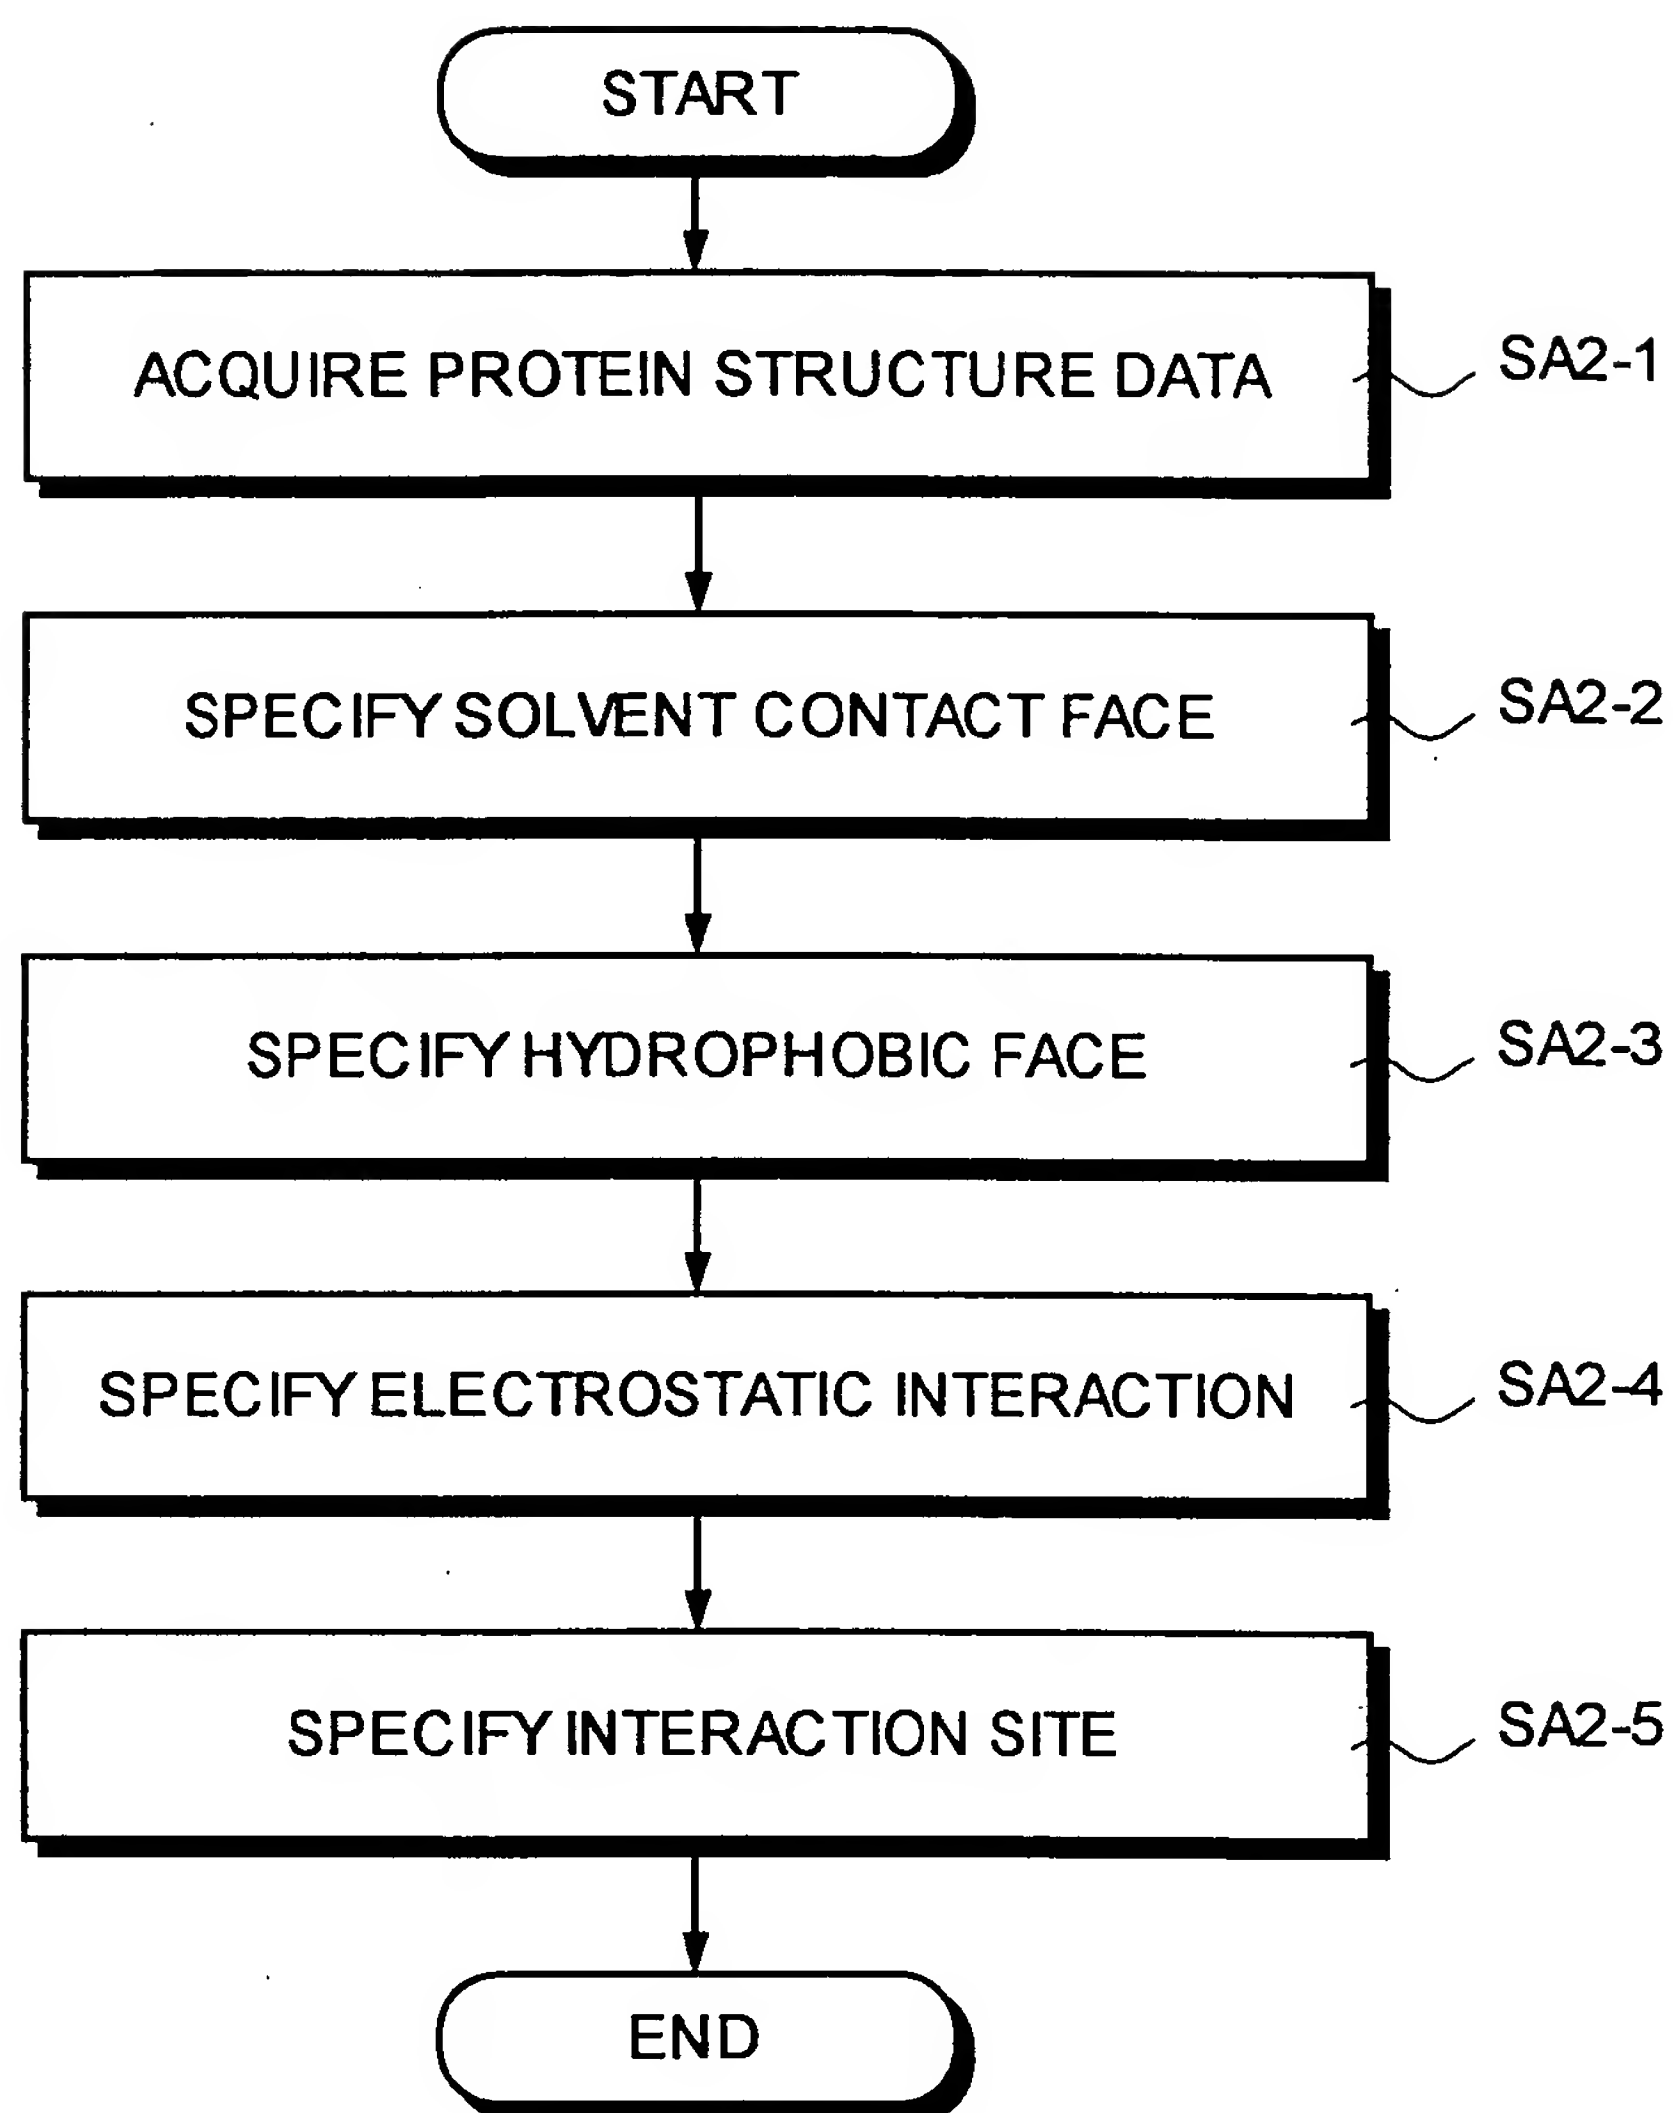 START
ACQUIRE PROTEIN STRUCTURE DATA
SA2-1
SPECIFY SOLVENT CONTACT FACE
SA2-2
SPECIFY HYDROPHOBIC FACE
SA2-3
SPECIFY ELECTROSTATIC INTERACTION
SA2-4
SPECIFY INTERACTION SITE
SA2-5
END